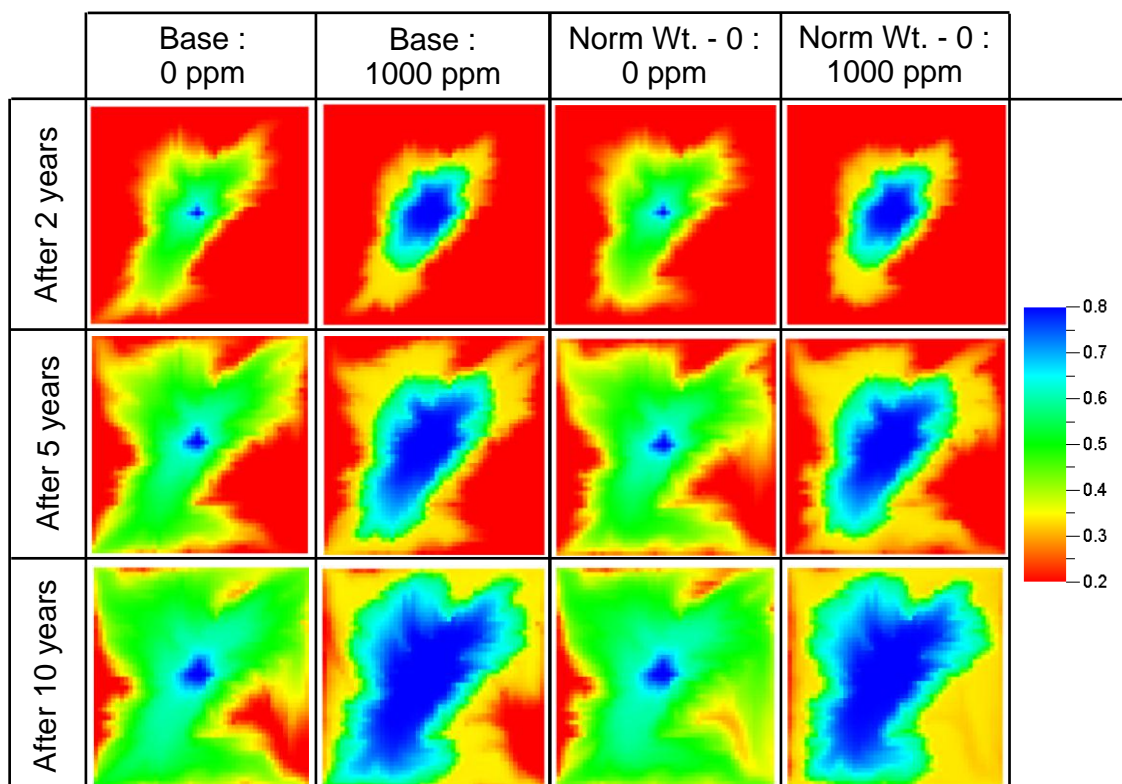 Base :
0 ppm
Base :
1000 ppm
Norm Wt. - 0 :
0 ppm
Norm Wt. - 0 :
1000 ppm
After 2 years
After 5 years
After 10 years
0.8
0.7
0.6
0.5
0.4
0.3
0.2